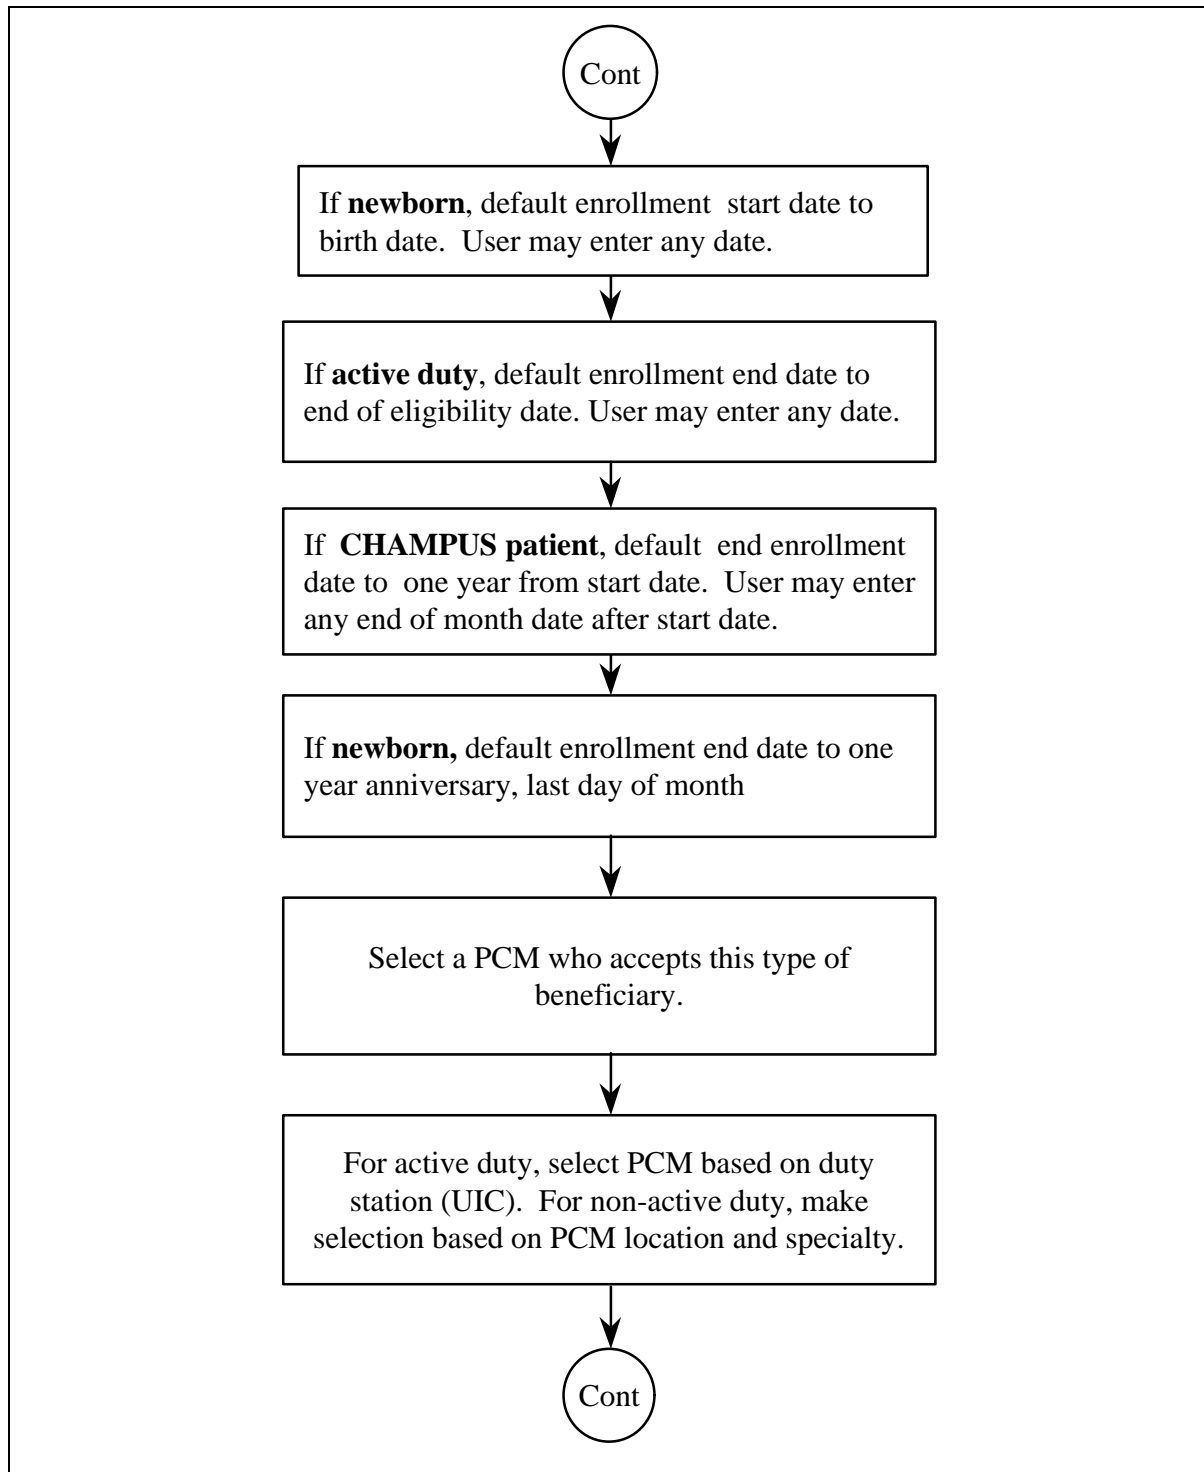 Cont
If newborn, default enrollment start date to
birth date. User may enter any date.
If active duty, default enrollment end date to
end of eligibility date. User may enter any date.
If CHAMPUS patient, default end enrollment
date to one year from start date. User may enter
any end of month date after start date.
If newborn, default enrollment end date to one
year anniversary, last day of month
Select a PCM who accepts this type of
beneficiary.
For active duty, select PCM based on duty
station (UIC). For non-active duty, make
selection based on PCM location and specialty.
Cont